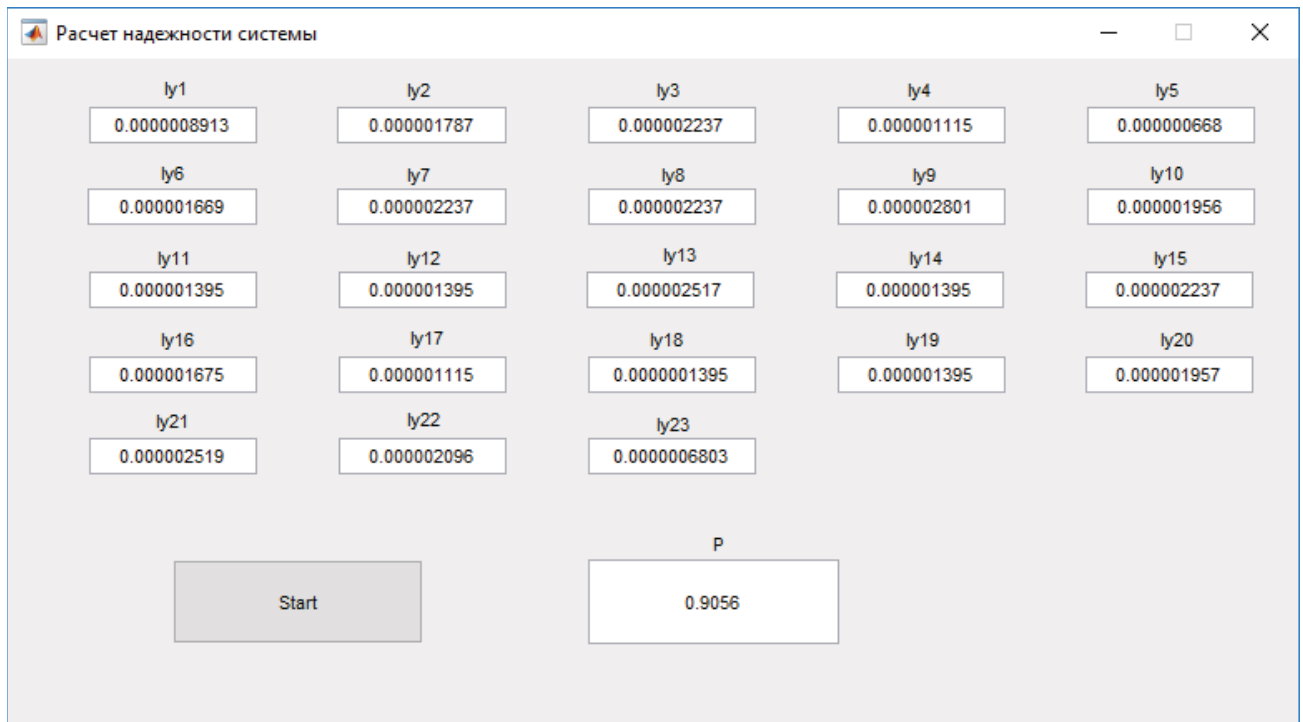 Расчет надежности системы
ly1 ly2 ly3 ly4 ly5
0.0000008913 0.000001787 0.000002237 0.000001115 0.000000668
ly6 ly7 ly8 ly9 ly10
0.000001669 0.000002237 0.000002237 0.000002801 0.000001956
ly11 ly12 ly13 ly14 ly15
0.000001395 0.000001395 0.000002517 0.000001395 0.000002237
ly16 ly17 ly18 ly19 ly20
0.000001675 0.000001115 0.0000001395 0.000001395 0.000001957
ly21 ly22 ly23
0.000002519 0.000002096 0.0000006803
P
Start 0.9056